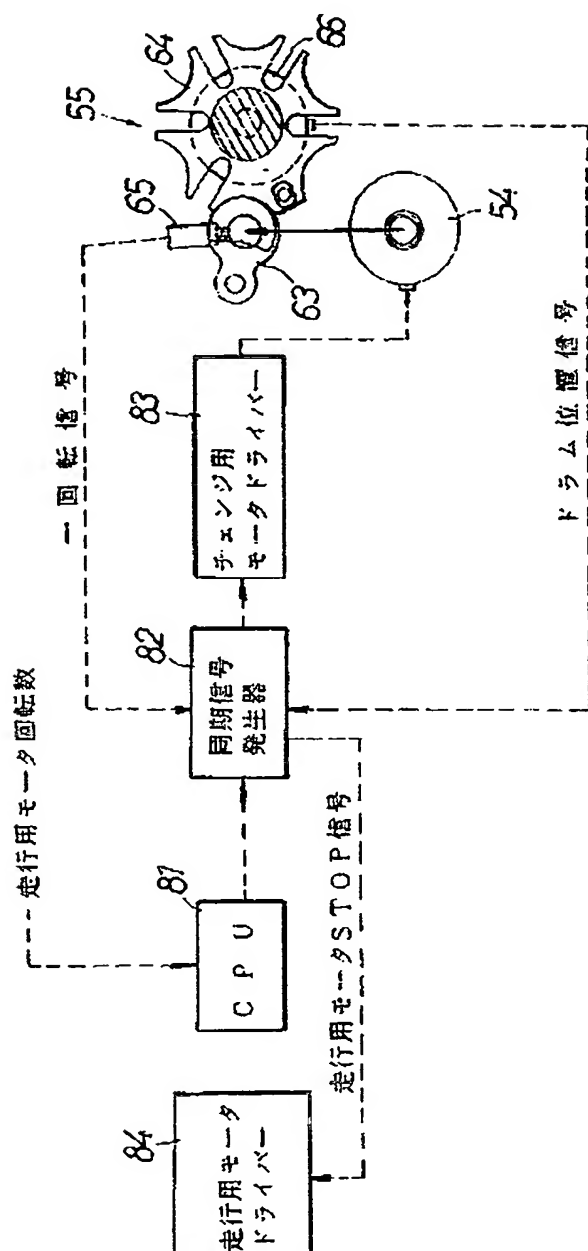 走行用モータ回転数
一回転信号
55
64
66
65
63
54
84
走行用モータ
ドライバー
81
CPU
82
同期信号
発生器
83
チェンジ用
モータドライバー
走行用モータSTOP信号
ドラム位置信号